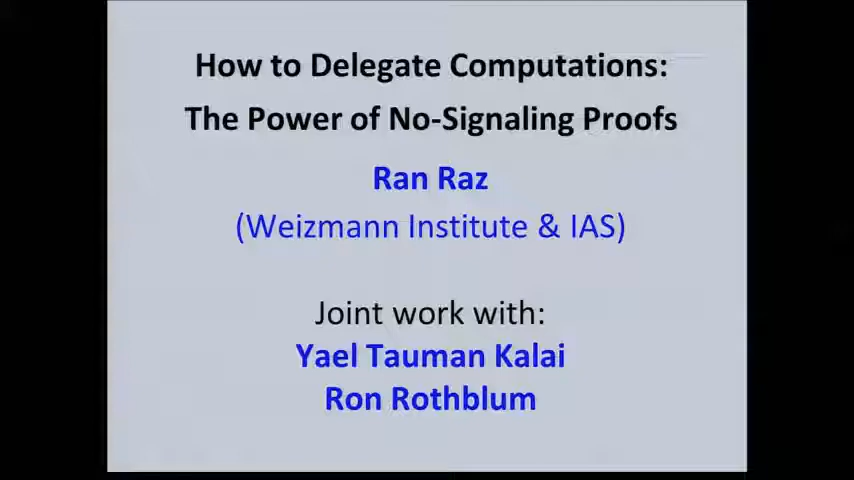 How to Delegate Computations:
The Power of No-Signaling Proofs
Ran Raz
(Weizmann Institute & IAS)
Joint work with:
Yael Tauman Kalai
Ron Rothblum